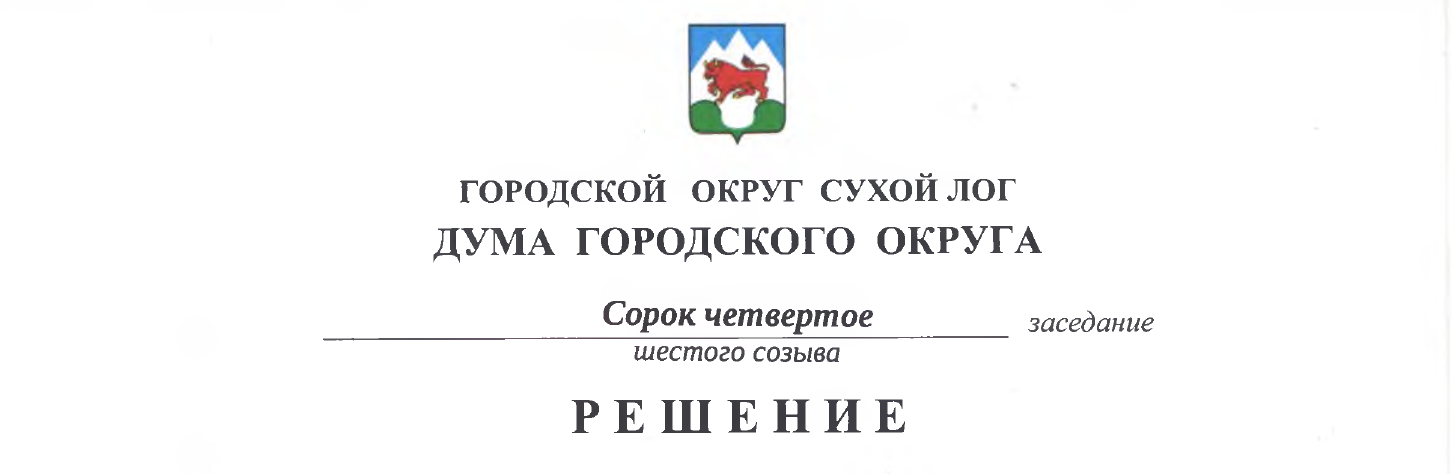 ГОРОДСКОЙ ОКРУГ СУХОЙ ЛОГ
ДУМА ГОРОДСКОГО ОКРУГА
Сорок четвертое заседание
шестого созыва
РЕШЕНИЕ